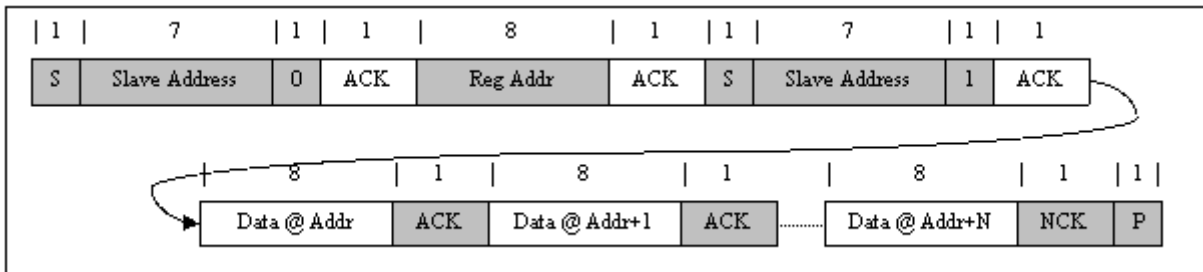 | 1 | 7 | 1 | 1 | 8 | 1 | 1 | 7 | 1 | 1
S Slave Address 0 ACK Reg Addr ACK S Slave Address 1 ACK
| 8 | 1 | 8 | 1 | 8 | 1 | 1 |
Data @ Addr ACK Data @ Addr+1 ACK ........... Data @ Addr+N NCK P